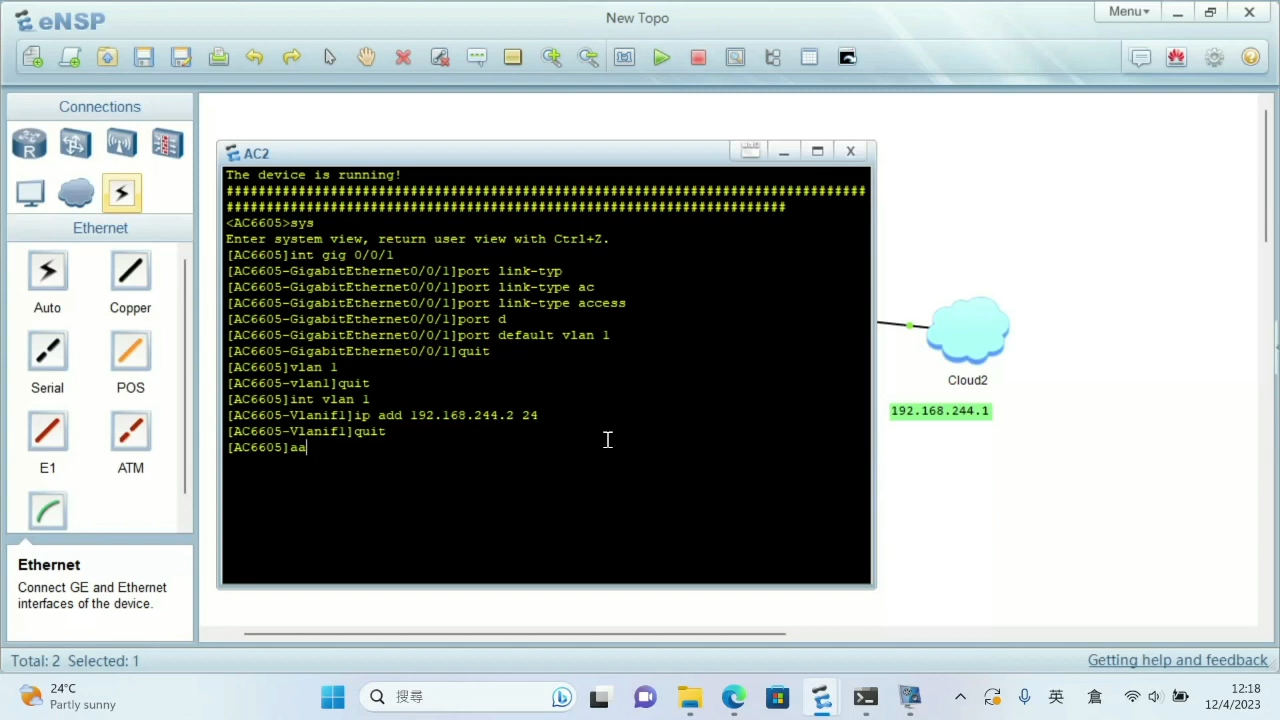 eNSP
New Topo
Menu
Connections
Ethernet
Auto
Copper
Serial
POS
E1
ATM
Ethernet
Connect GE and Ethernet
interfaces of the device.
AC2
The device is running!
################################################################################
######################################################################
<AC6605>sys
Enter system view, return user view with Ctrl+Z.
[AC6605]int gig 0/0/1
[AC6605-GigabitEthernet0/0/1]port link-typ
[AC6605-GigabitEthernet0/0/1]port link-type ac
[AC6605-GigabitEthernet0/0/1]port link-type access
[AC6605-GigabitEthernet0/0/1]port d
[AC6605-GigabitEthernet0/0/1]port default vlan 1
[AC6605-GigabitEthernet0/0/1]quit
[AC6605]vlan 1
[AC6605-vlan1]quit
[AC6605]int vlan 1
[AC6605-Vlanif1]ip add 192.168.244.2 24
[AC6605-Vlanif1]quit
[AC6605]aa
Cloud2
192.168.244.1
Total: 2 Selected: 1
Getting help and feedback
24°C
Partly sunny
搜尋
英
倉
12:18
12/4/2023